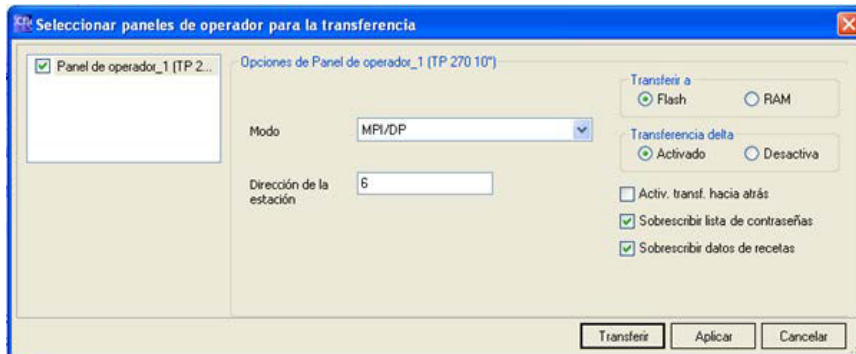 Seleccionar paneles de operador para la transferencia
Panel de operador_1 (TP 2...
Opciones de Panel de operador_1 (TP 270 10")
Modo
MPI/DP
Dirección de la
estación
6
Transferir a
Flash
RAM
Transferencia delta
Activado
Desactiva
Activ. transf. hacia atrás
Sobrescribir lista de contraseñas
Sobrescribir datos de recetas
Transferir
Aplicar
Cancelar